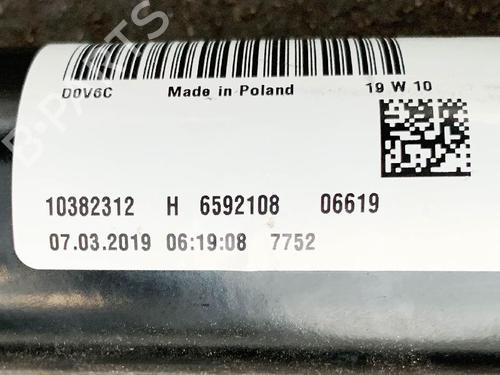 D0V6C Made in Poland 19 W 10
10382312 H 6592108 06619
07.03.2019 06:19:08 7752
B-PARTS